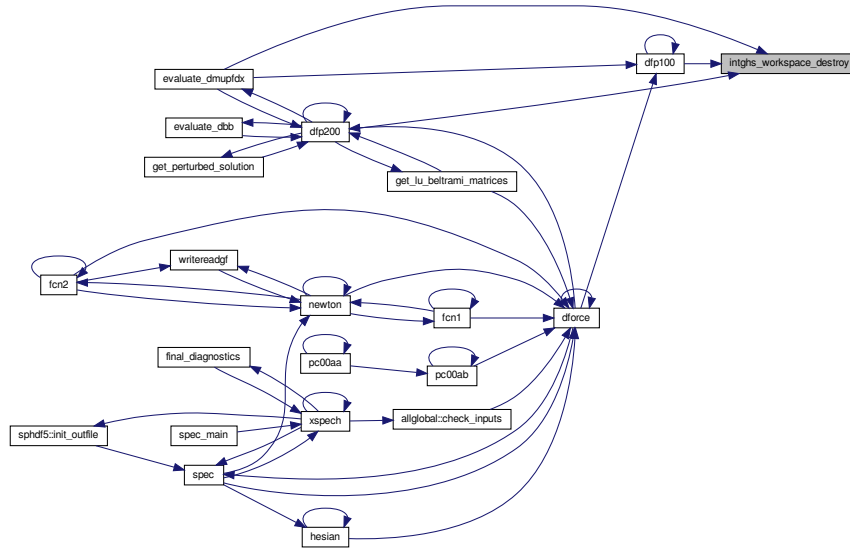 dfp100
intghs_workspace_destroy
evaluate_dmupfdx
evaluate_dbb
dfp200
get_perturbed_solution
get_lu_beltrami_matrices
writereadgf
fcn2
newton
fcn1
dforce
final_diagnostics
pc00aa
pc00ab
allglobal::check_inputs
xspech
sphdf5::init_outfile
spec_main
spec
hesian